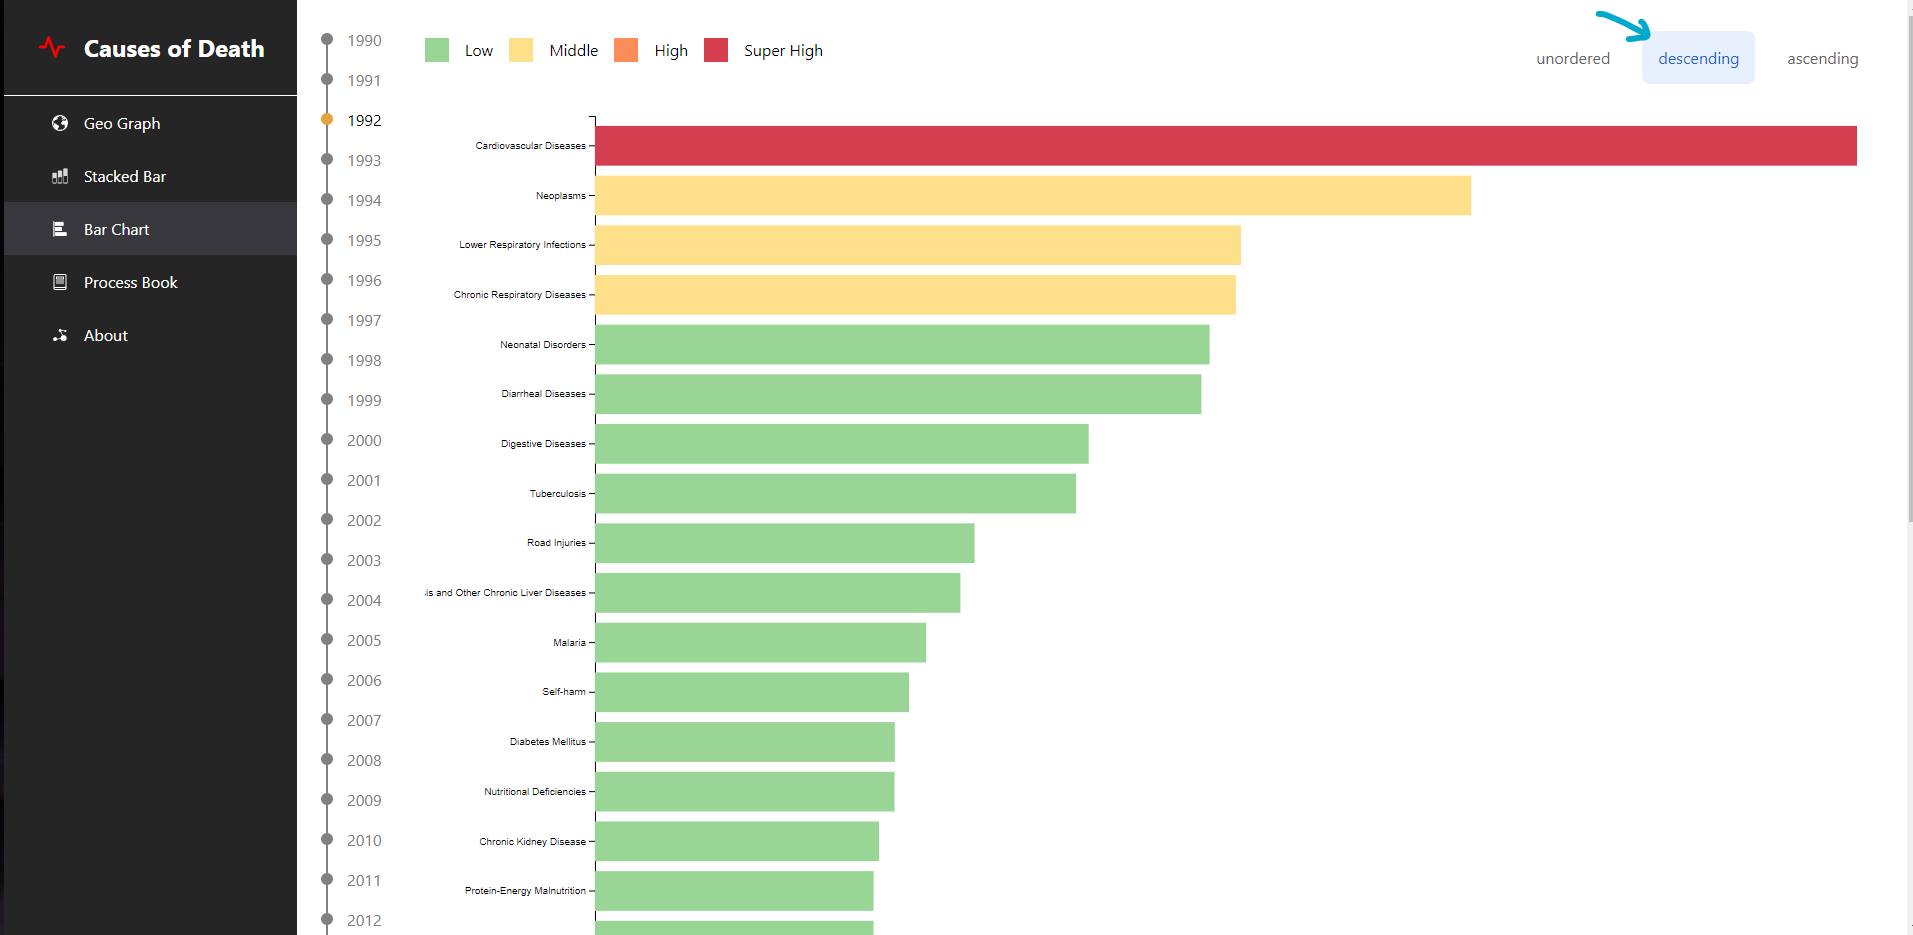 Causes of Death
Geo Graph
Stacked Bar
Bar Chart
Process Book
About
1990
1991
1992
1993
1994
1995
1996
1997
1998
1999
2000
2001
2002
2003
2004
2005
2006
2007
2008
2009
2010
2011
2012
Low Middle High Super High
unordered descending ascending
Cardiovascular Diseases
Neoplasms
Lower Respiratory Infections
Chronic Respiratory Diseases
Neonatal Disorders
Diarrheal Diseases
Digestive Diseases
Tuberculosis
Road Injuries
and Other Chronic Liver Diseases
Malaria
Self-harm
Diabetes Mellitus
Nutritional Deficiencies
Chronic Kidney Disease
Protein-Energy Malnutrition